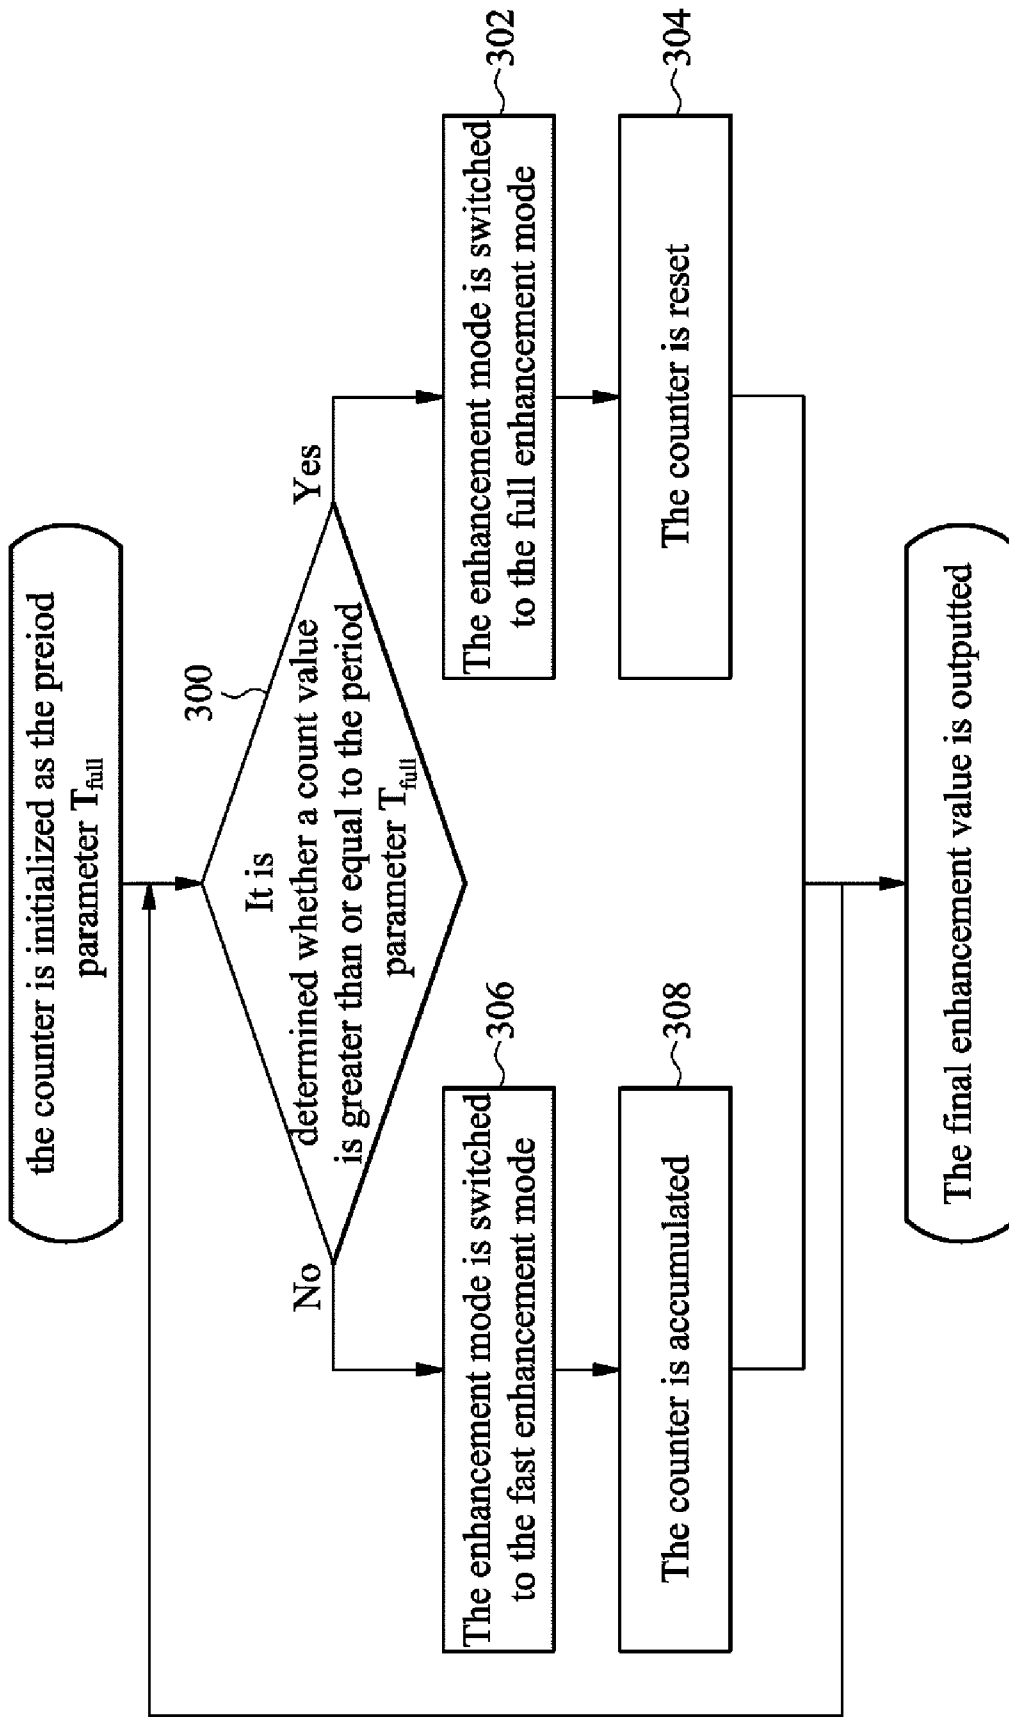 the counter is initialized as the preiod
parameter Tfull
300
It is
determined whether a count value
is greater than or equal to the period
parameter Tfull
No
Yes
306
The enhancement mode is switched
to the fast enhancement mode
302
The enhancement mode is switched
to the full enhancement mode
308
The counter is accumulated
304
The counter is reset
The final enhancement value is outputted